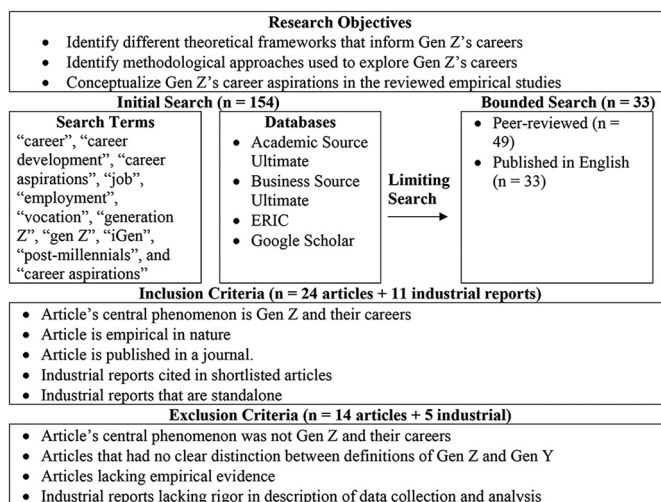 Research Objectives
• Identify different theoretical frameworks that inform Gen Z's careers
• Identify methodological approaches used to explore Gen Z's careers
• Conceptualize Gen Z's career aspirations in the reviewed empirical studies
Initial Search (n = 154)
Search Terms
"career", "career
development", "career
aspirations", "job",
"employment",
"vocation", "generation
Z", "gen Z", "iGen",
"post-millennials", and
"career aspirations"
Databases
• Academic Source
Ultimate
• Business Source
Ultimate
• ERIC
• Google Scholar
Limiting
Search
Bounded Search (n = 33)
• Peer-reviewed (n =
49)
• Published in English
(n = 33)
Inclusion Criteria (n = 24 articles + 11 industrial reports)
• Article's central phenomenon is Gen Z and their careers
• Article is empirical in nature
• Article is published in a journal.
• Industrial reports cited in shortlisted articles
• Industrial reports that are standalone
Exclusion Criteria (n = 14 articles + 5 industrial)
• Article's central phenomenon was not Gen Z and their careers
• Articles that had no clear distinction between definitions of Gen Z and Gen Y
• Articles lacking empirical evidence
• Industrial reports lacking rigor in description of data collection and analysis